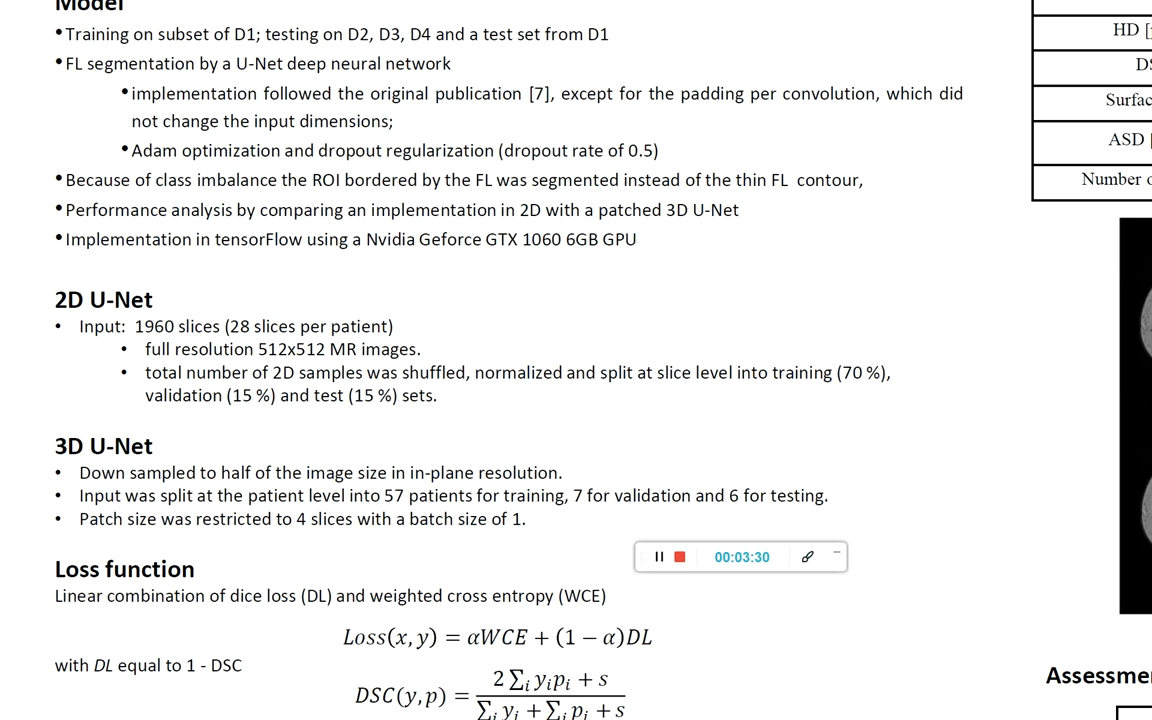 Model
•Training on subset of D1; testing on D2, D3, D4 and a test set from D1
•FL segmentation by a U-Net deep neural network
•implementation followed the original publication [7], except for the padding per convolution, which did
not change the input dimensions;
•Adam optimization and dropout regularization (dropout rate of 0.5)
•Because of class imbalance the ROI bordered by the FL was segmented instead of the thin FL contour,
•Performance analysis by comparing an implementation in 2D with a patched 3D U-Net
•Implementation in tensorFlow using a Nvidia Geforce GTX 1060 6GB GPU
2D U-Net
• Input: 1960 slices (28 slices per patient)
• full resolution 512x512 MR images.
• total number of 2D samples was shuffled, normalized and split at slice level into training (70 %),
validation (15 %) and test (15 %) sets.
3D U-Net
• Down sampled to half of the image size in in-plane resolution.
• Input was split at the patient level into 57 patients for training, 7 for validation and 6 for testing.
• Patch size was restricted to 4 slices with a batch size of 1.
00:03:30
Loss function
Linear combination of dice loss (DL) and weighted cross entropy (WCE)
Loss(x, y) = αWCE + (1 − α)DL
with DL equal to 1 - DSC
DSC(y, p) = 2 ∑i yipi + s / ∑i yi + ∑i pi + s
HD [
DS
Surfac
ASD [
Number o
Assessme